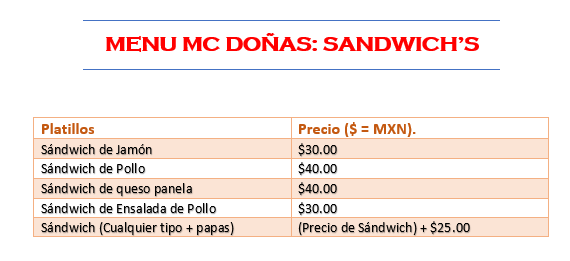 MENU MC DOÑAS: SANDWICH’S
Platillos Precio ($ = MXN).
Sándwich de Jamón $30.00
Sándwich de Pollo $40.00
Sándwich de queso panela $40.00
Sándwich de Ensalada de Pollo $30.00
Sándwich (Cualquier tipo + papas) (Precio de Sándwich) + $25.00